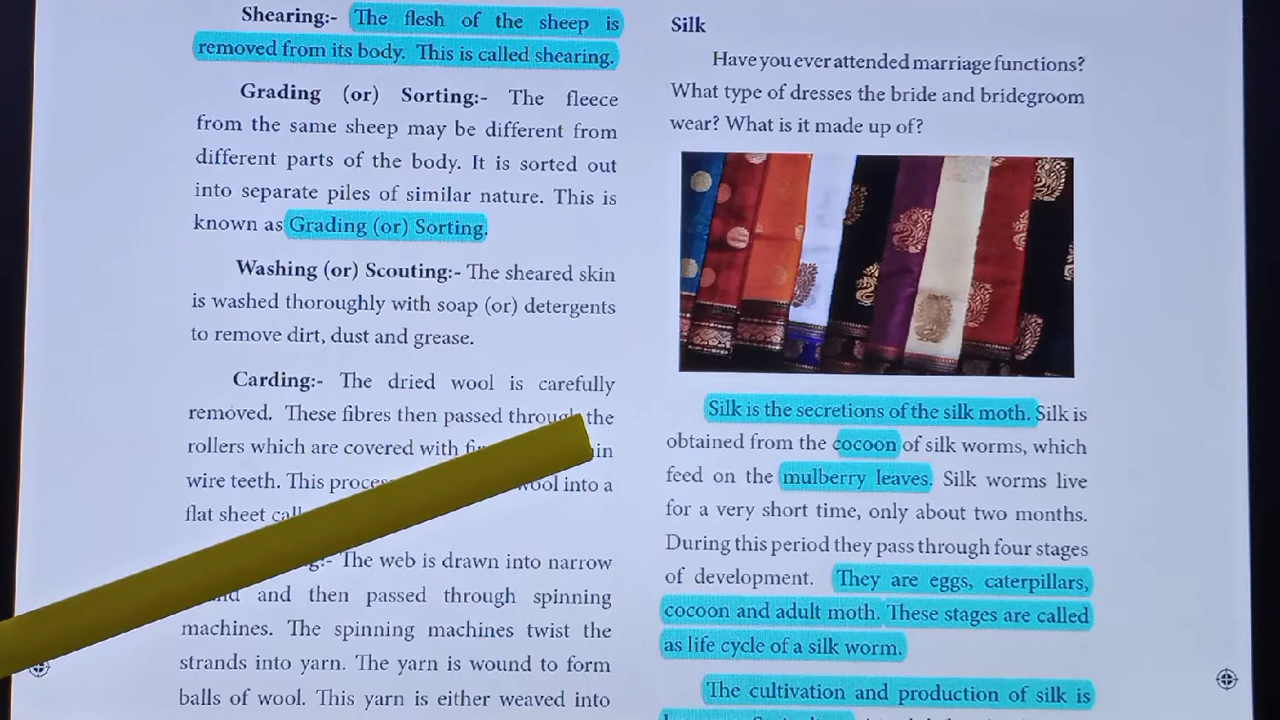 Shearing:- The flesh of the sheep is
removed from its body. This is called shearing.
Grading (or) Sorting:- The fleece
from the same sheep may be different from
different parts of the body. It is sorted out
into separate piles of similar nature. This is
known as Grading (or) Sorting.
Washing (or) Scouting:- The sheared skin
is washed thoroughly with soap (or) detergents
to remove dirt, dust and grease.
Carding:- The dried wool is carefully
removed. These fibres then passed through the
rollers which are covered with
wire teeth. This wool into a
flat sheet
The web is drawn into narrow
and then passed through spinning
machines. The spinning machines twist the
strands into yarn. The yarn is wound to form
balls of wool. This yarn is either weaved into
Silk
Have you ever attended marriage functions?
What type of dresses the bride and bridegroom
wear? What is it made up of?
Silk is the secretions of the silk moth. Silk is
obtained from the cocoon of silk worms, which
feed on the mulberry leaves. Silk worms live
for a very short time, only about two months.
During this period they pass through four stages
of development. They are eggs, caterpillars,
cocoon and adult moth. These stages are called
as life cycle of a silk worm.
The cultivation and production of silk is